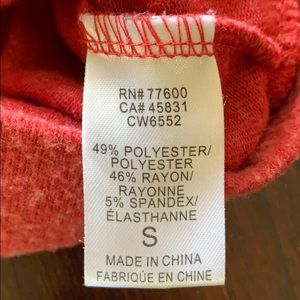 RN# 77600
CA# 45831
CW6552
49% POLYESTER/
POLYESTER
46% RAYON/
RAYONNE
5% SPANDEX/
ÉLASTHANNE
S
MADE IN CHINA
FABRIQUÉ EN CHINE